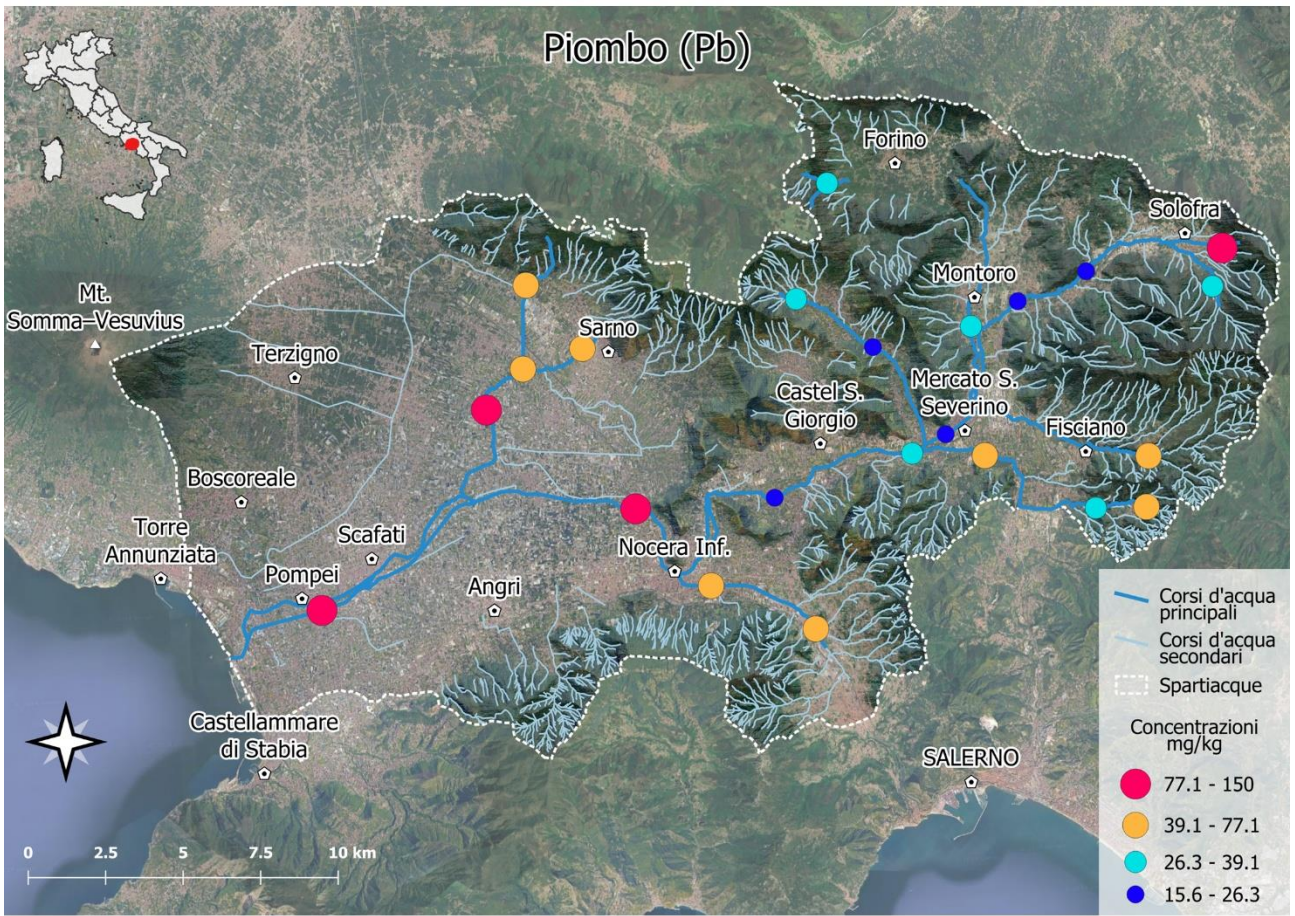 Piombo (Pb)
Forino
Solofra
Montoro
Mt.
Somma-Vesuvius
Terzigno
Sarno
Castel S.
Giorgio
Mercato S.
Severino
Fisciano
Boscoreale
Torre
Annunziata
Scafati
Pompei
Nocera Inf.
Angri
Castellammare
di Stabia
SALERNO
0 2.5 5 7.5 10 km
Corsi d'acqua
principali
Corsi d'acqua
secondari
Spartiacque
Concentrazioni
mg/kg
77.1 - 150
39.1 - 77.1
26.3 - 39.1
15.6 - 26.3